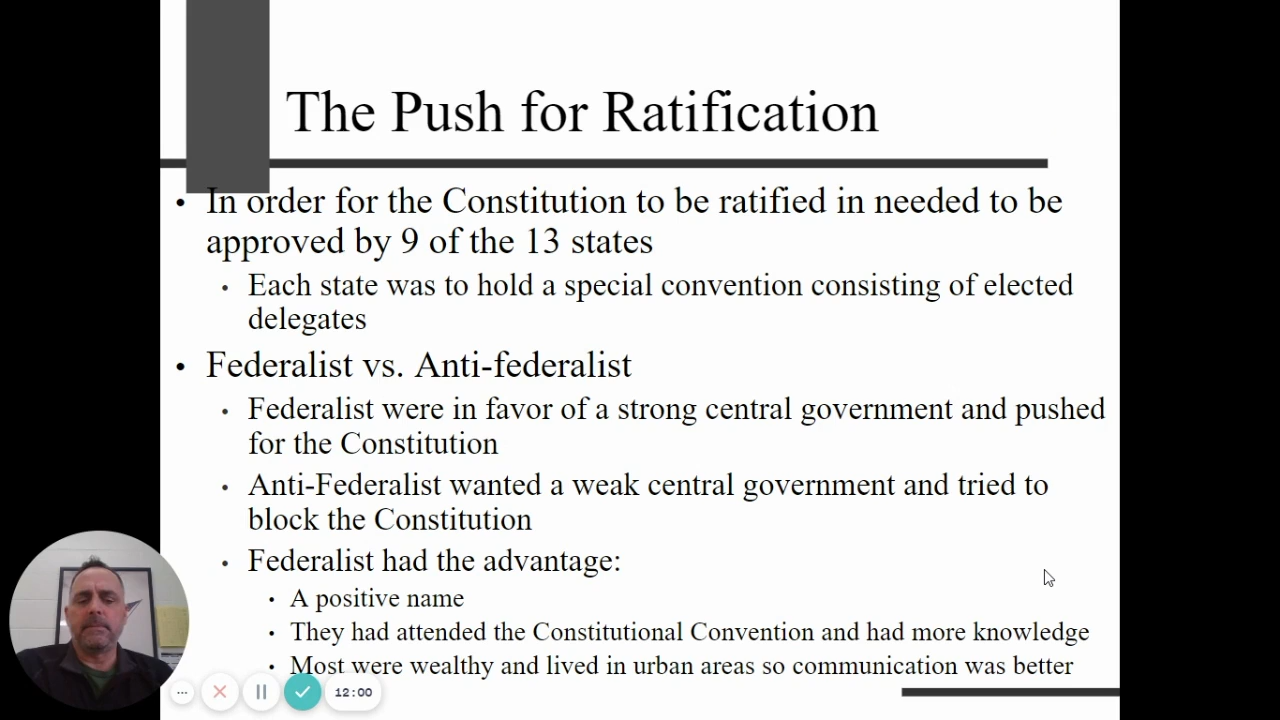 The Push for Ratification
• In order for the Constitution to be ratified in needed to be
approved by 9 of the 13 states
• Each state was to hold a special convention consisting of elected
delegates
• Federalist vs. Anti-federalist
• Federalist were in favor of a strong central government and pushed
for the Constitution
• Anti-Federalist wanted a weak central government and tried to
block the Constitution
• Federalist had the advantage:
• A positive name
• They had attended the Constitutional Convention and had more knowledge
• Most were wealthy and lived in urban areas so communication was better
12:00